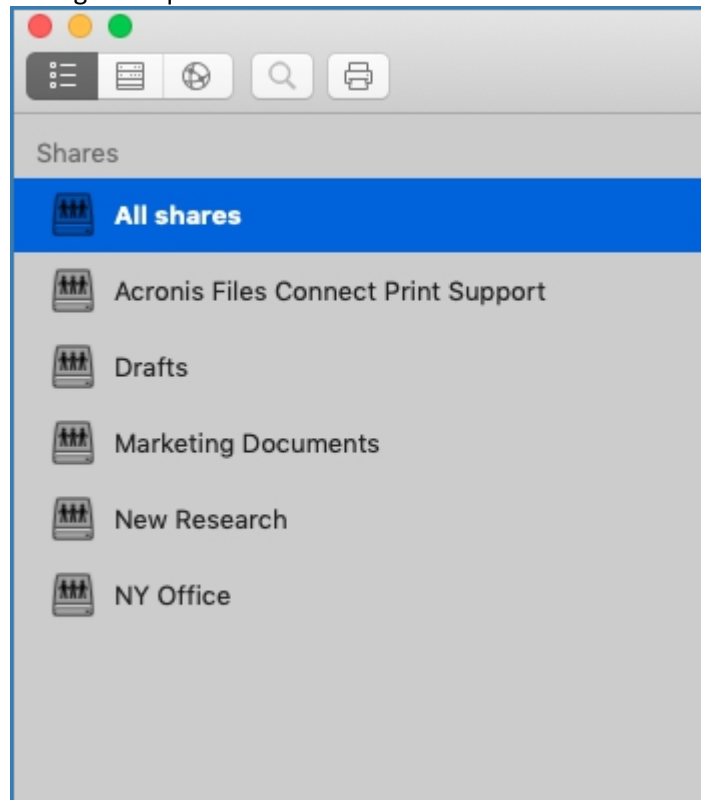 Shares
All shares
Acronis Files Connect Print Support
Drafts
Marketing Documents
New Research
NY Office